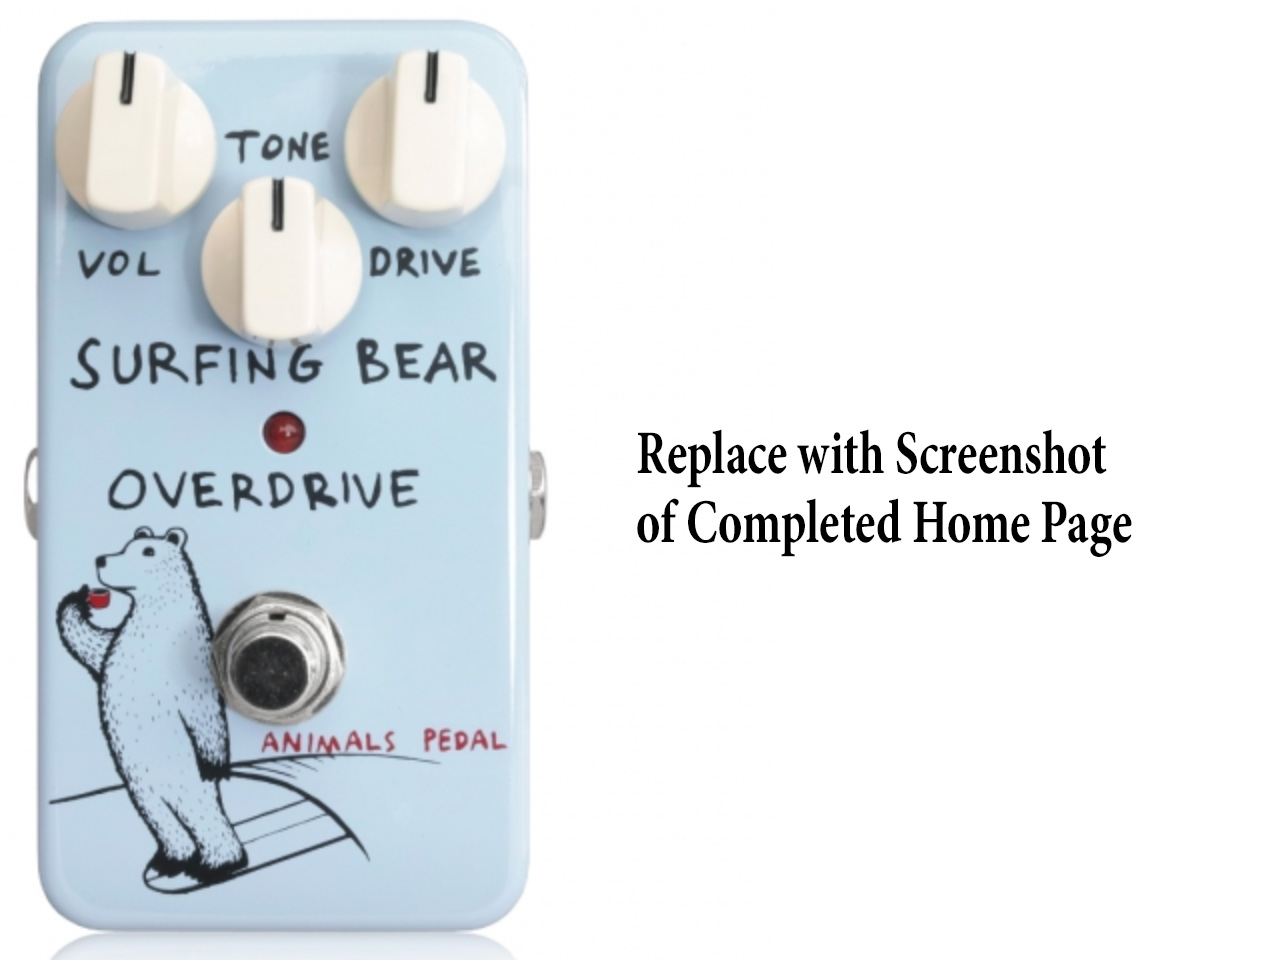 TONE
VOL
DRIVE
SURFING BEAR
OVERDRIVE
ANIMALS PEDAL
Replace with Screenshot
of Completed Home Page